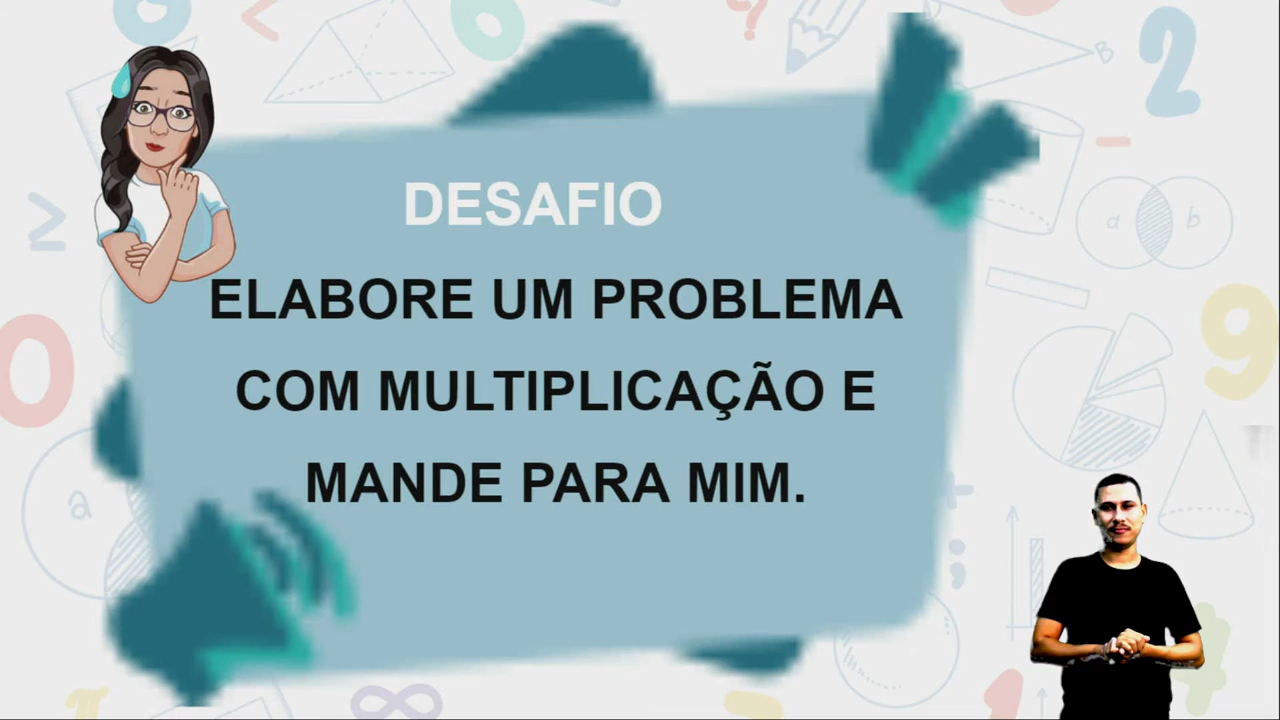 DESAFIO
ELABORE UM PROBLEMA
COM MULTIPLICAÇÃO E
MANDE PARA MIM.